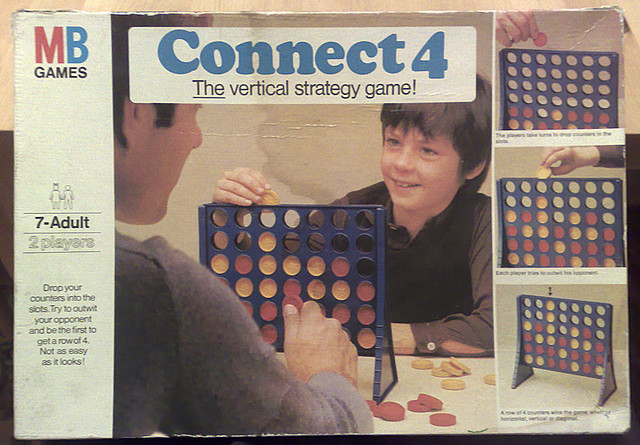 MB
GAMES
Connect 4
The vertical strategy game!
7-Adult
2 players
Drop your
counters into the
slots. Try to outwit
your opponent
and be the first to
get a row of 4.
Not as easy
as it looks!
The players take turns to drop counters in the
slots.
Each player tries to outwit his opponent.
A row of 4 counters wins the game, whether
horizontal, vertical or diagonal.